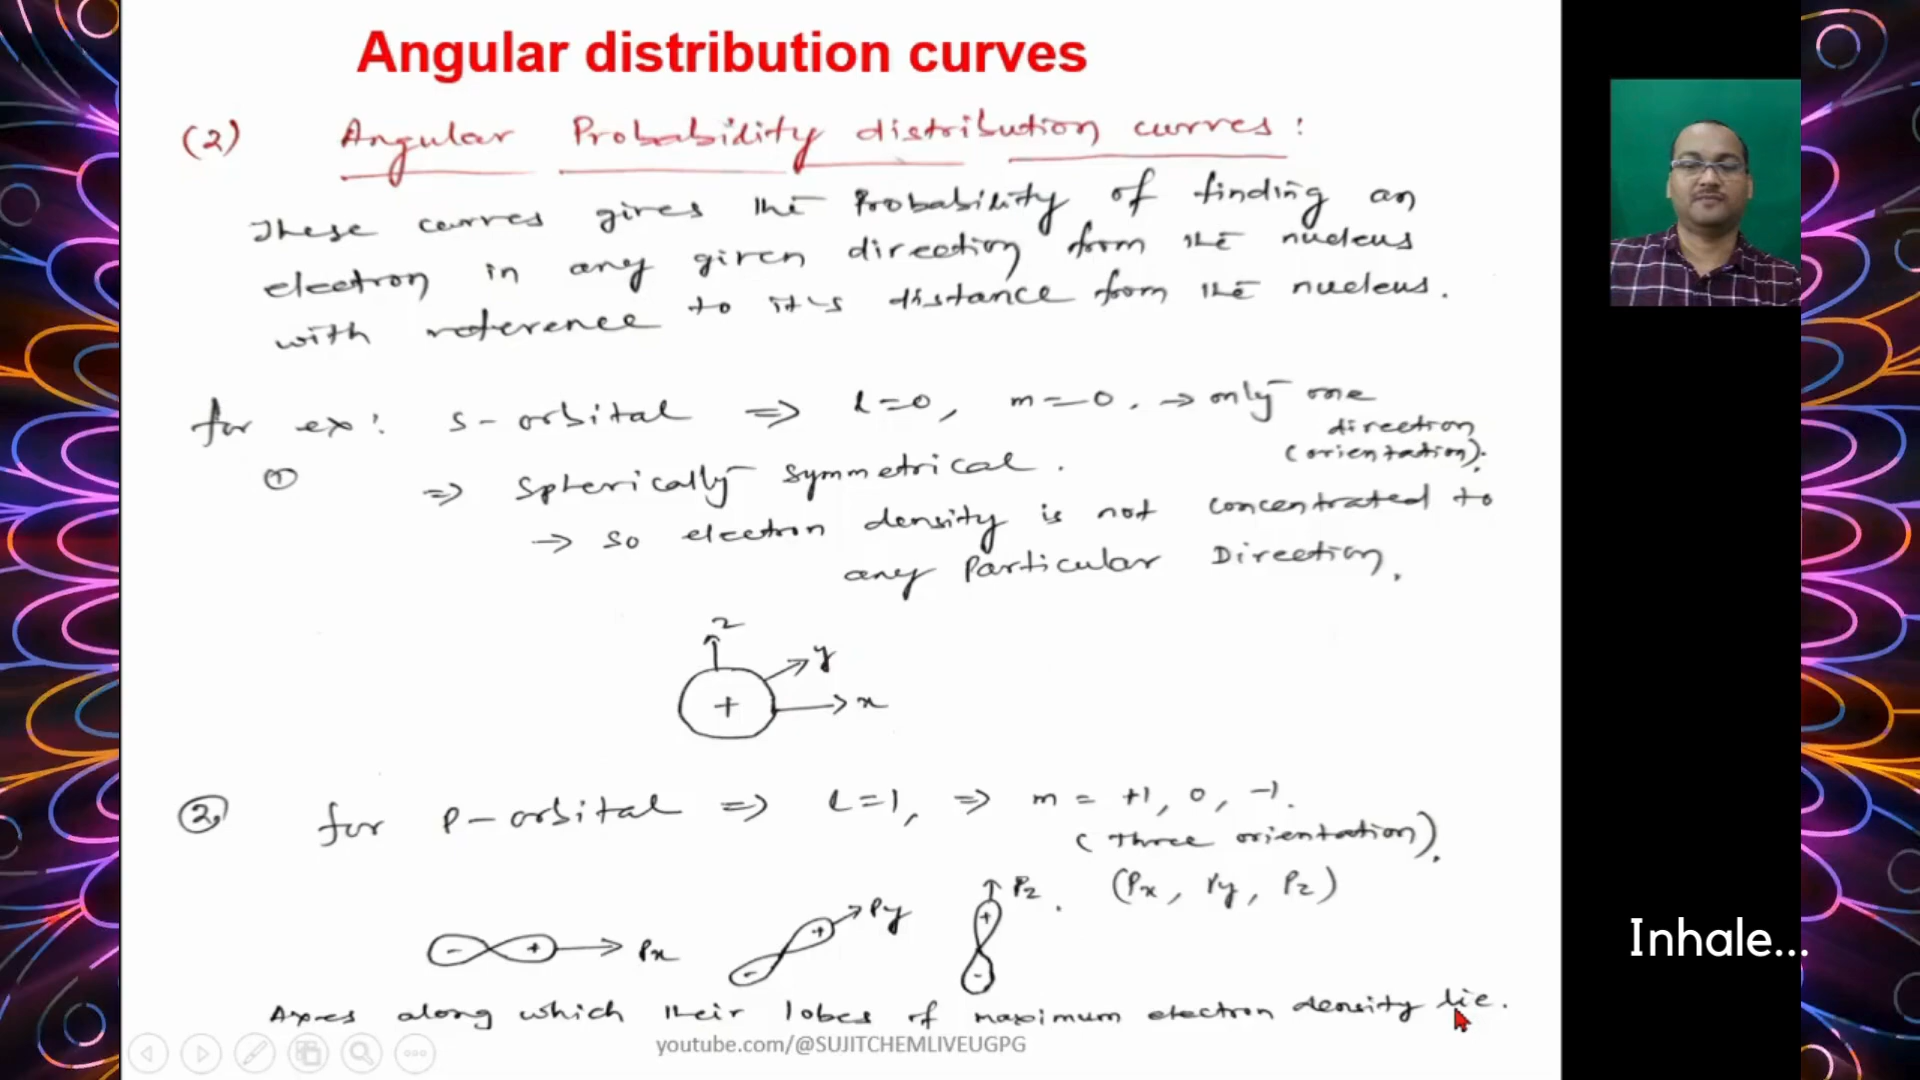 Angular distribution curves
(2) Angular Probability distribution curves :
These curves gives the Probability of finding an
electron in any given direction from the nucleus
with reference to it's distance from the nucleus.
for ex: s-orbital => l=0, m=0. → only one
direction
(orientation).
① => Spherically symmetrical.
→ so electron density is not concentrated to
any Particular Direction.
z
y
+
x
②. for P-orbital => l=1, => m = +1, 0, -1.
(Three orientation).
(Px, Py, Pz)
Pz.
+
Py
+
- + Px
-
-
Axes along which their lobes of maximum electron density lie.
youtube.com/@SUJITCHEMLIVEUGPG
Inhale...